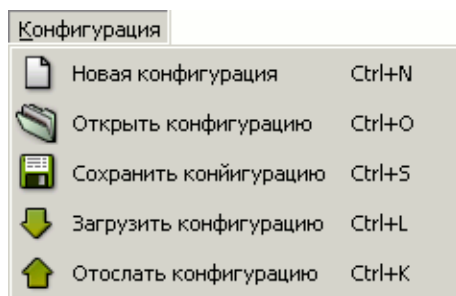 Конфигурация
Новая конфигурация Ctrl+N
Открыть конфигурацию Ctrl+O
Сохранить конйигурацию Ctrl+S
Загрузить конфигурацию Ctrl+L
Отослать конфигурацию Ctrl+K